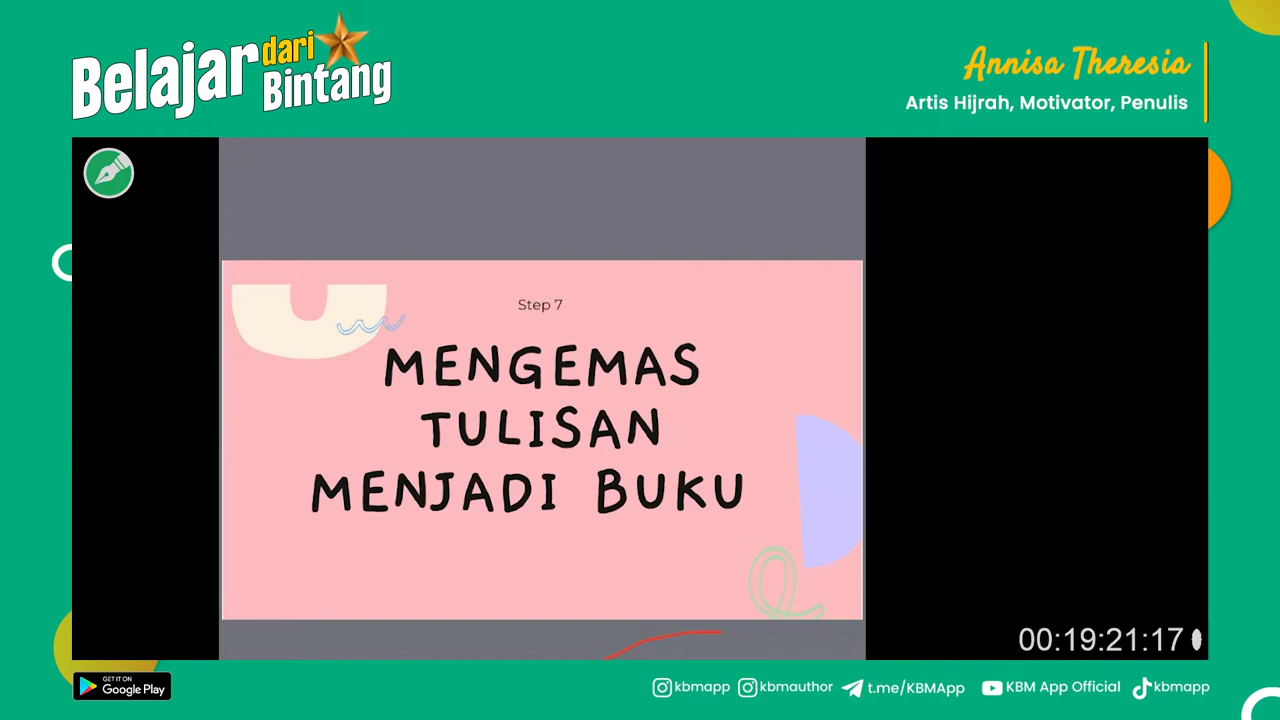 Belajar dari Bintang
Annisa Theresia
Artis Hijrah, Motivator, Penulis
Step 7
MENGEMAS
TULISAN
MENJADI BUKU
00:19:21:17
GET IT ON
Google Play
kbmapp
kbmauthor
t.me/KBMApp
KBM App Official
kbmapp